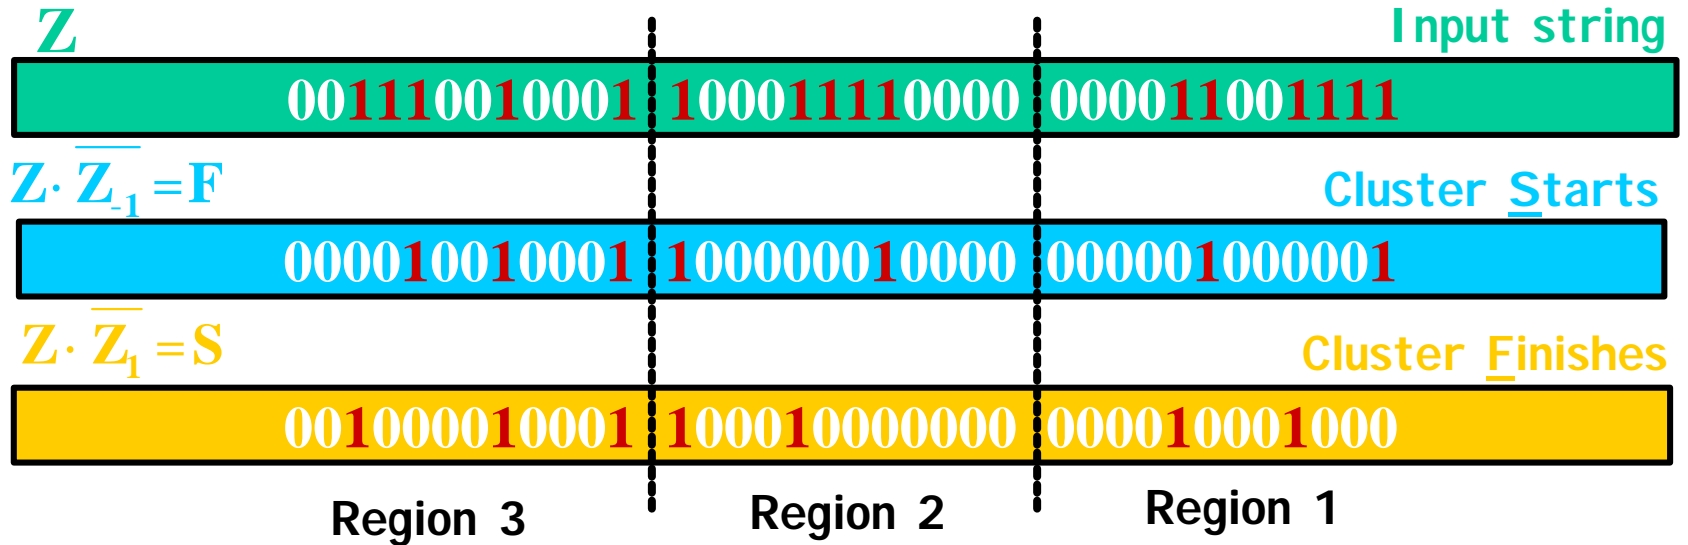 Z Input string
001110010001 100011110000 000011001111
Z · Z̅₋₁ = F Cluster Starts
000010010001 100000010000 000001000001
Z · Z̅₁ = S Cluster Finishes
001000010001 100010000000 000010001000
Region 3 Region 2 Region 1